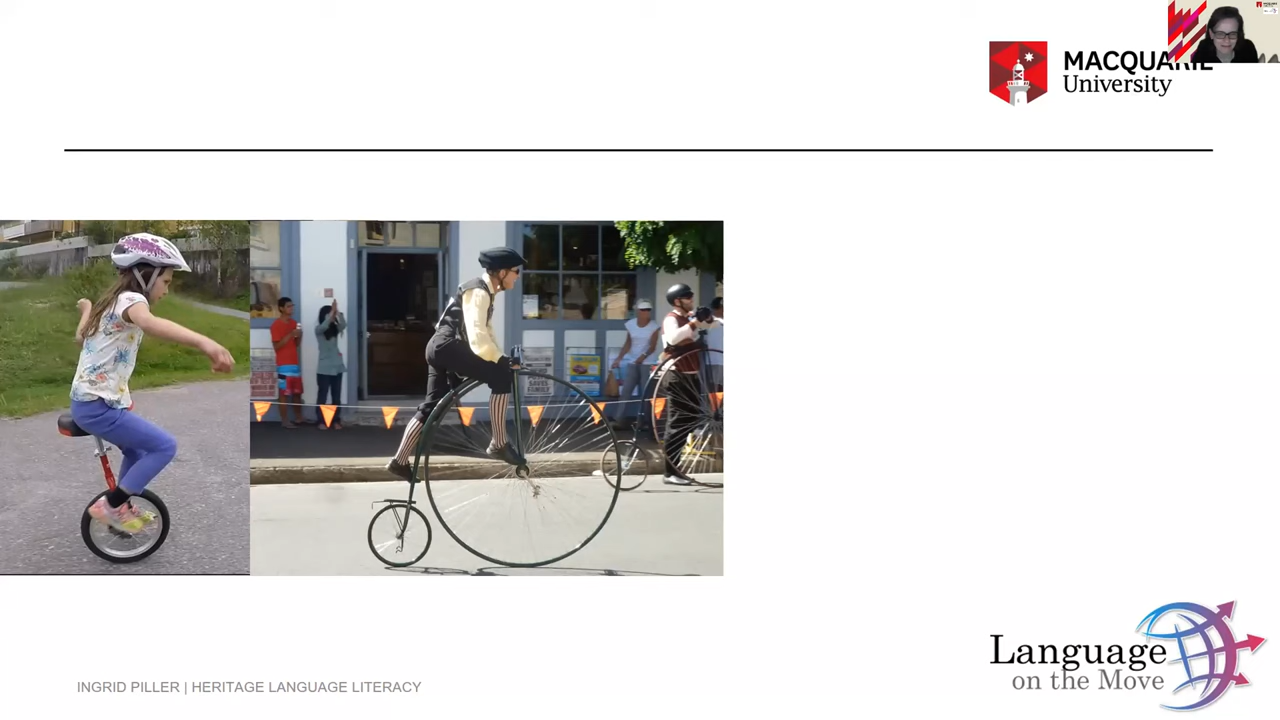 MACQUARIE
University
INGRID PILLER | HERITAGE LANGUAGE LITERACY
Language
on the Move